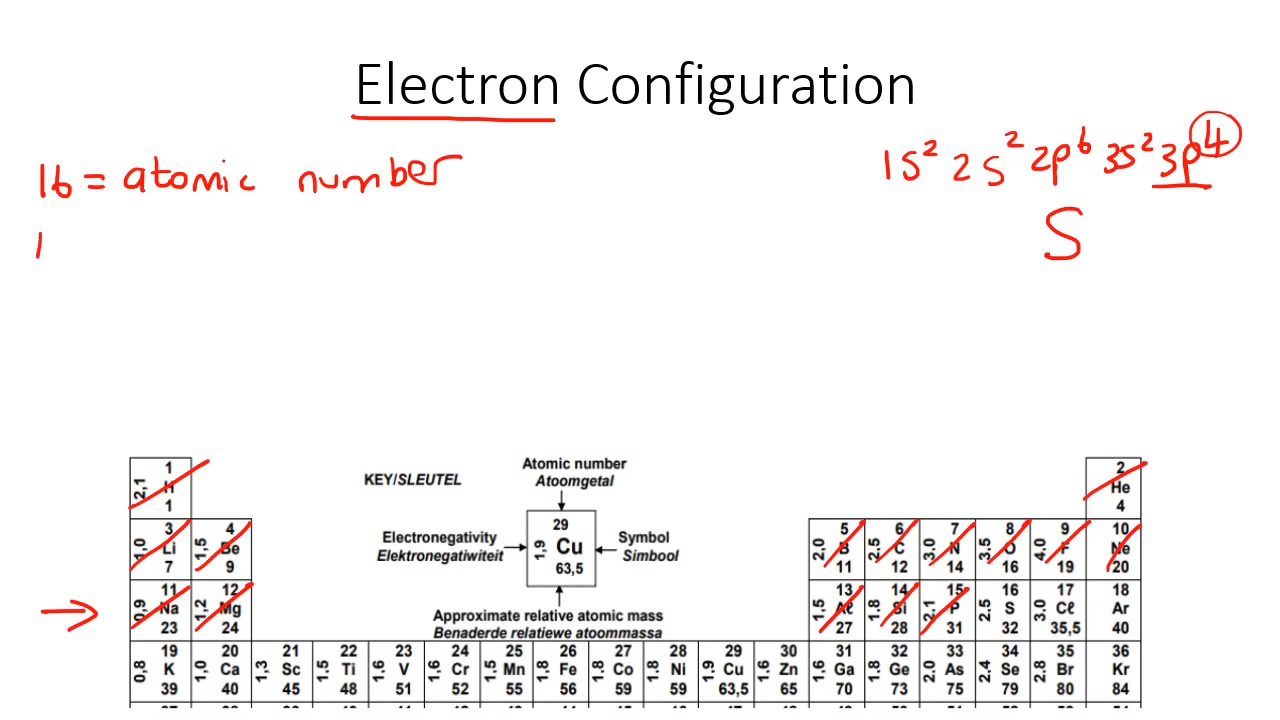 Electron Configuration
1s² 2s² 2p⁶ 3s² 3p⁴
16 = atomic number
S
1
KEY/SLEUTEL
Atomic number
Atoomgetal
Electronegativity
Elektronegatiwiteit
29
1,9 Cu
63,5
Symbol
Simbool
Approximate relative atomic mass
Benaderde relatiewe atoommassa
1 2
2,1 H He
1 4
3 4 5 6 7 8 9 10
1,0 Li 1,5 Be 2,0 B 2,5 C 3,0 N 3,5 O 4,0 F Ne
7 9 11 12 14 16 19 20
11 12 13 14 15 16 17 18
0,9 Na 1,2 Mg 1,5 Aℓ 1,8 Si 2,1 P 2,5 S 3,0 Cℓ Ar
23 24 27 28 31 32 35,5 40
19 20 21 22 23 24 25 26 27 28 29 30 31 32 33 34 35 36
0,8 K 1,0 Ca 1,3 Sc 1,5 Ti 1,6 V 1,6 Cr 1,5 Mn 1,8 Fe 1,8 Co 1,8 Ni 1,9 Cu 1,6 Zn 1,6 Ga 1,8 Ge 2,0 As 2,4 Se 2,8 Br Kr
39 40 45 48 51 52 55 56 59 59 63,5 65 70 73 75 79 80 84